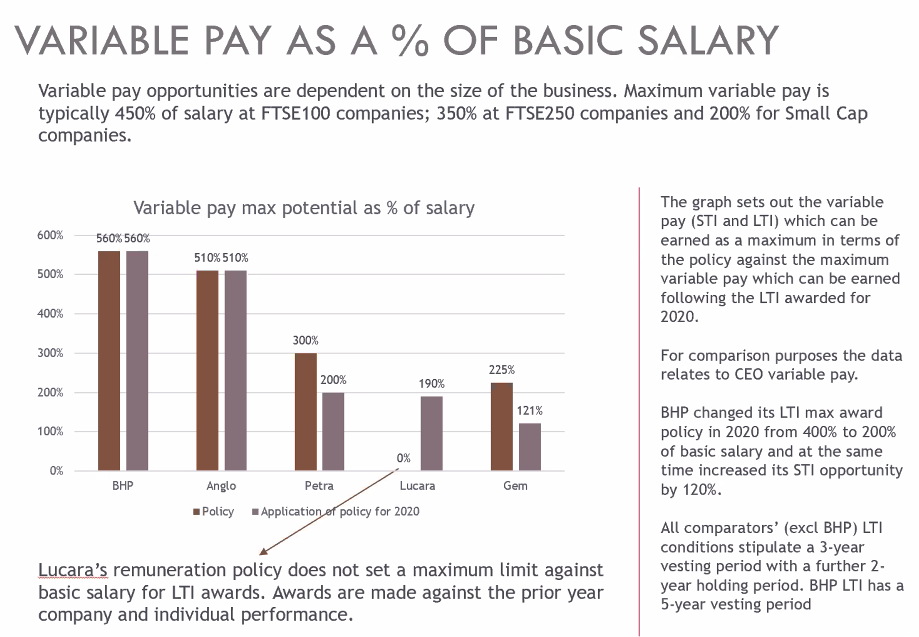 VARIABLE PAY AS A % OF BASIC SALARY
Variable pay opportunities are dependent on the size of the business. Maximum variable pay is
typically 450% of salary at FTSE100 companies; 350% at FTSE250 companies and 200% for Small Cap
companies.
Variable pay max potential as % of salary
600%
500%
400%
300%
200%
100%
0%
560% 560%
510% 510%
300%
200%
0%
190%
225%
121%
BHP
Anglo
Petra
Lucara
Gem
Policy
Application of policy for 2020
Lucara's remuneration policy does not set a maximum limit against
basic salary for LTI awards. Awards are made against the prior year
company and individual performance.
The graph sets out the variable
pay (STI and LTI) which can be
earned as a maximum in terms of
the policy against the maximum
variable pay which can be earned
following the LTI awarded for
2020.
For comparison purposes the data
relates to CEO variable pay.
BHP changed its LTI max award
policy in 2020 from 400% to 200%
of basic salary and at the same
time increased its STI opportunity
by 120%.
All comparators' (excl BHP) LTI
conditions stipulate a 3-year
vesting period with a further 2-
year holding period. BHP LTI has a
5-year vesting period